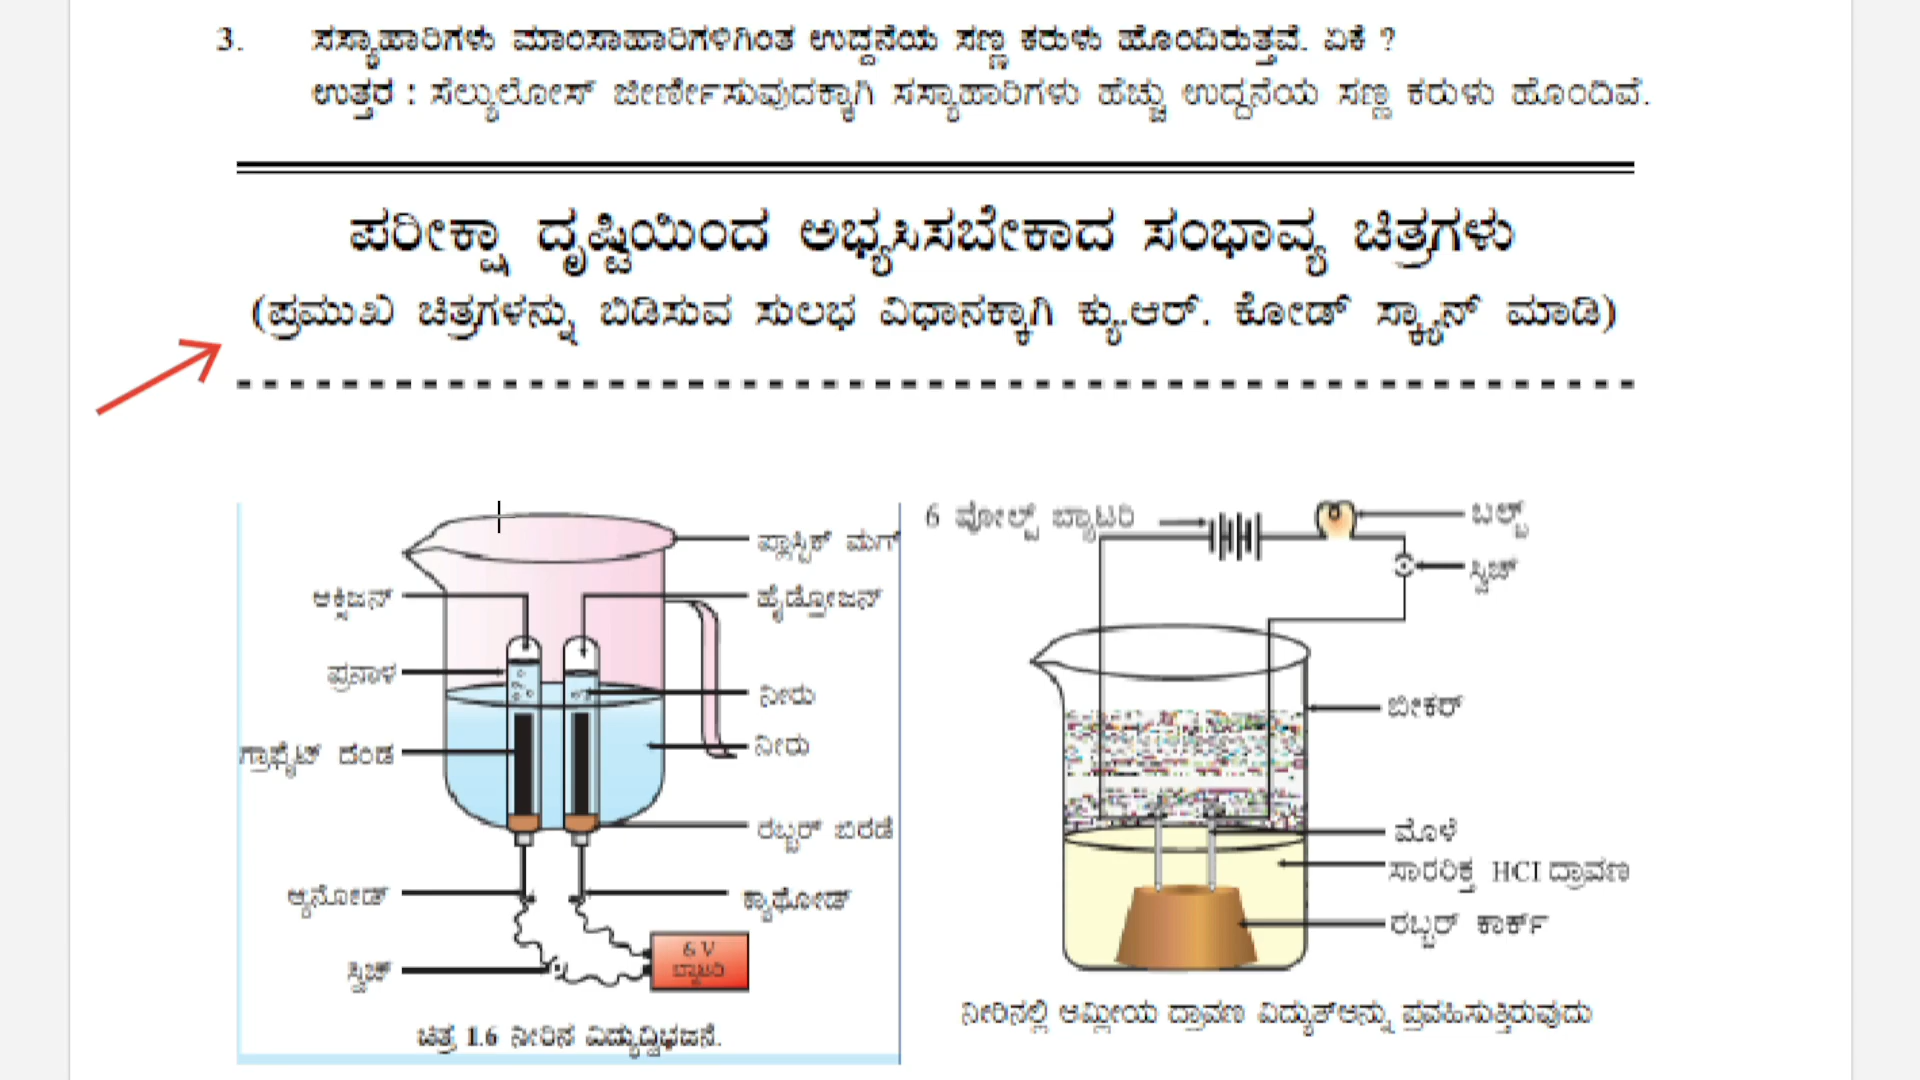 3. ಸಸ್ಯಾಹಾರಿಗಳು ಮಾಂಸಾಹಾರಿಗಳಿಗಿಂತ ಉದ್ದನೆಯ ಸಣ್ಣ ಕರುಳು ಹೊಂದಿರುತ್ತವೆ. ಏಕೆ ?
ಉತ್ತರ : ಸೆಲ್ಯುಲೋಸ್ ಜೀರ್ಣಿಸುವುದಕ್ಕಾಗಿ ಸಸ್ಯಾಹಾರಿಗಳು ಹೆಚ್ಚು ಉದ್ದನೆಯ ಸಣ್ಣ ಕರುಳು ಹೊಂದಿವೆ.
ಪರೀಕ್ಷಾ ದೃಷ್ಟಿಯಿಂದ ಅಭ್ಯಸಿಸಬೇಕಾದ ಸಂಭಾವ್ಯ ಚಿತ್ರಗಳು
(ಪ್ರಮುಖ ಚಿತ್ರಗಳನ್ನು ಬಿಡಿಸುವ ಸುಲಭ ವಿಧಾನಕ್ಕಾಗಿ ಕ್ಯು.ಆರ್. ಕೋಡ್ ಸ್ಕ್ಯಾನ್ ಮಾಡಿ)
ಪ್ಲಾಸ್ಟಿಕ್ ಮಗ್
ಆಕ್ಸಿಜನ್
ಹೈಡ್ರೋಜನ್
ಪ್ರನಾಳ
ನೀರು
ಗ್ರಾಫೈಟ್ ದಂಡ
ನೀರು
ರಬ್ಬರ್ ಬಿರಡೆ
ಆ್ಯನೋಡ್
ಕ್ಯಾಥೋಡ್
ಸ್ವಿಚ್
6 V
ಬ್ಯಾಟರಿ
ಚಿತ್ರ 1.6 ನೀರಿನ ವಿದ್ಯುದ್ವಿಭಜನೆ.
6 ವೋಲ್ಟ್ ಬ್ಯಾಟರಿ
ಬಲ್ಬ್
ಸ್ವಿಚ್
ಬೀಕರ್
ಮೊಳೆ
ಸಾರರಿಕ್ತ HCI ದ್ರಾವಣ
ರಬ್ಬರ್ ಕಾರ್ಕ್
ನೀರಿನಲ್ಲಿ ಆಮ್ಲೀಯ ದ್ರಾವಣ ವಿದ್ಯುತ್‌ಅನ್ನು ಪ್ರವಹಿಸುತ್ತಿರುವುದು